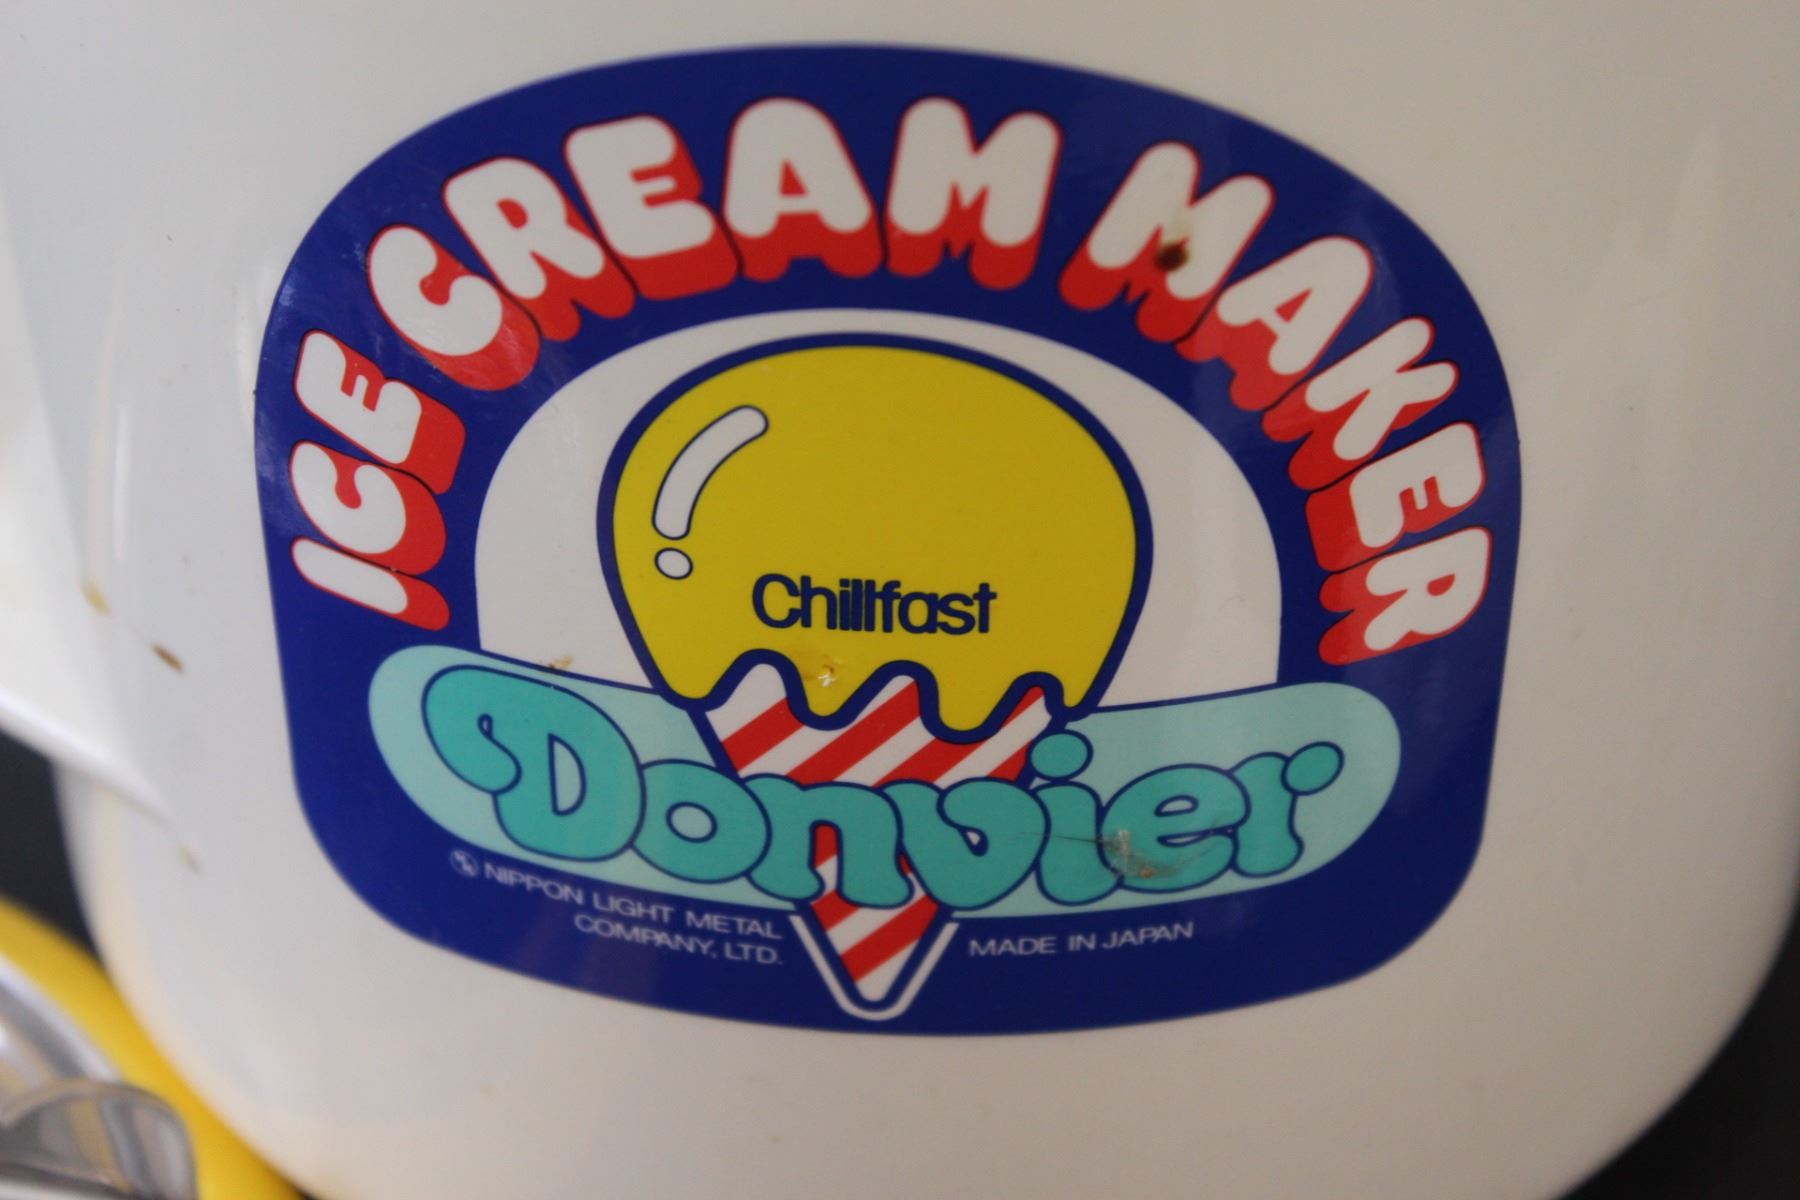 ICE CREAM MAKER
Chillfast
Donvier
NIPPON LIGHT METAL
COMPANY, LTD.
MADE IN JAPAN